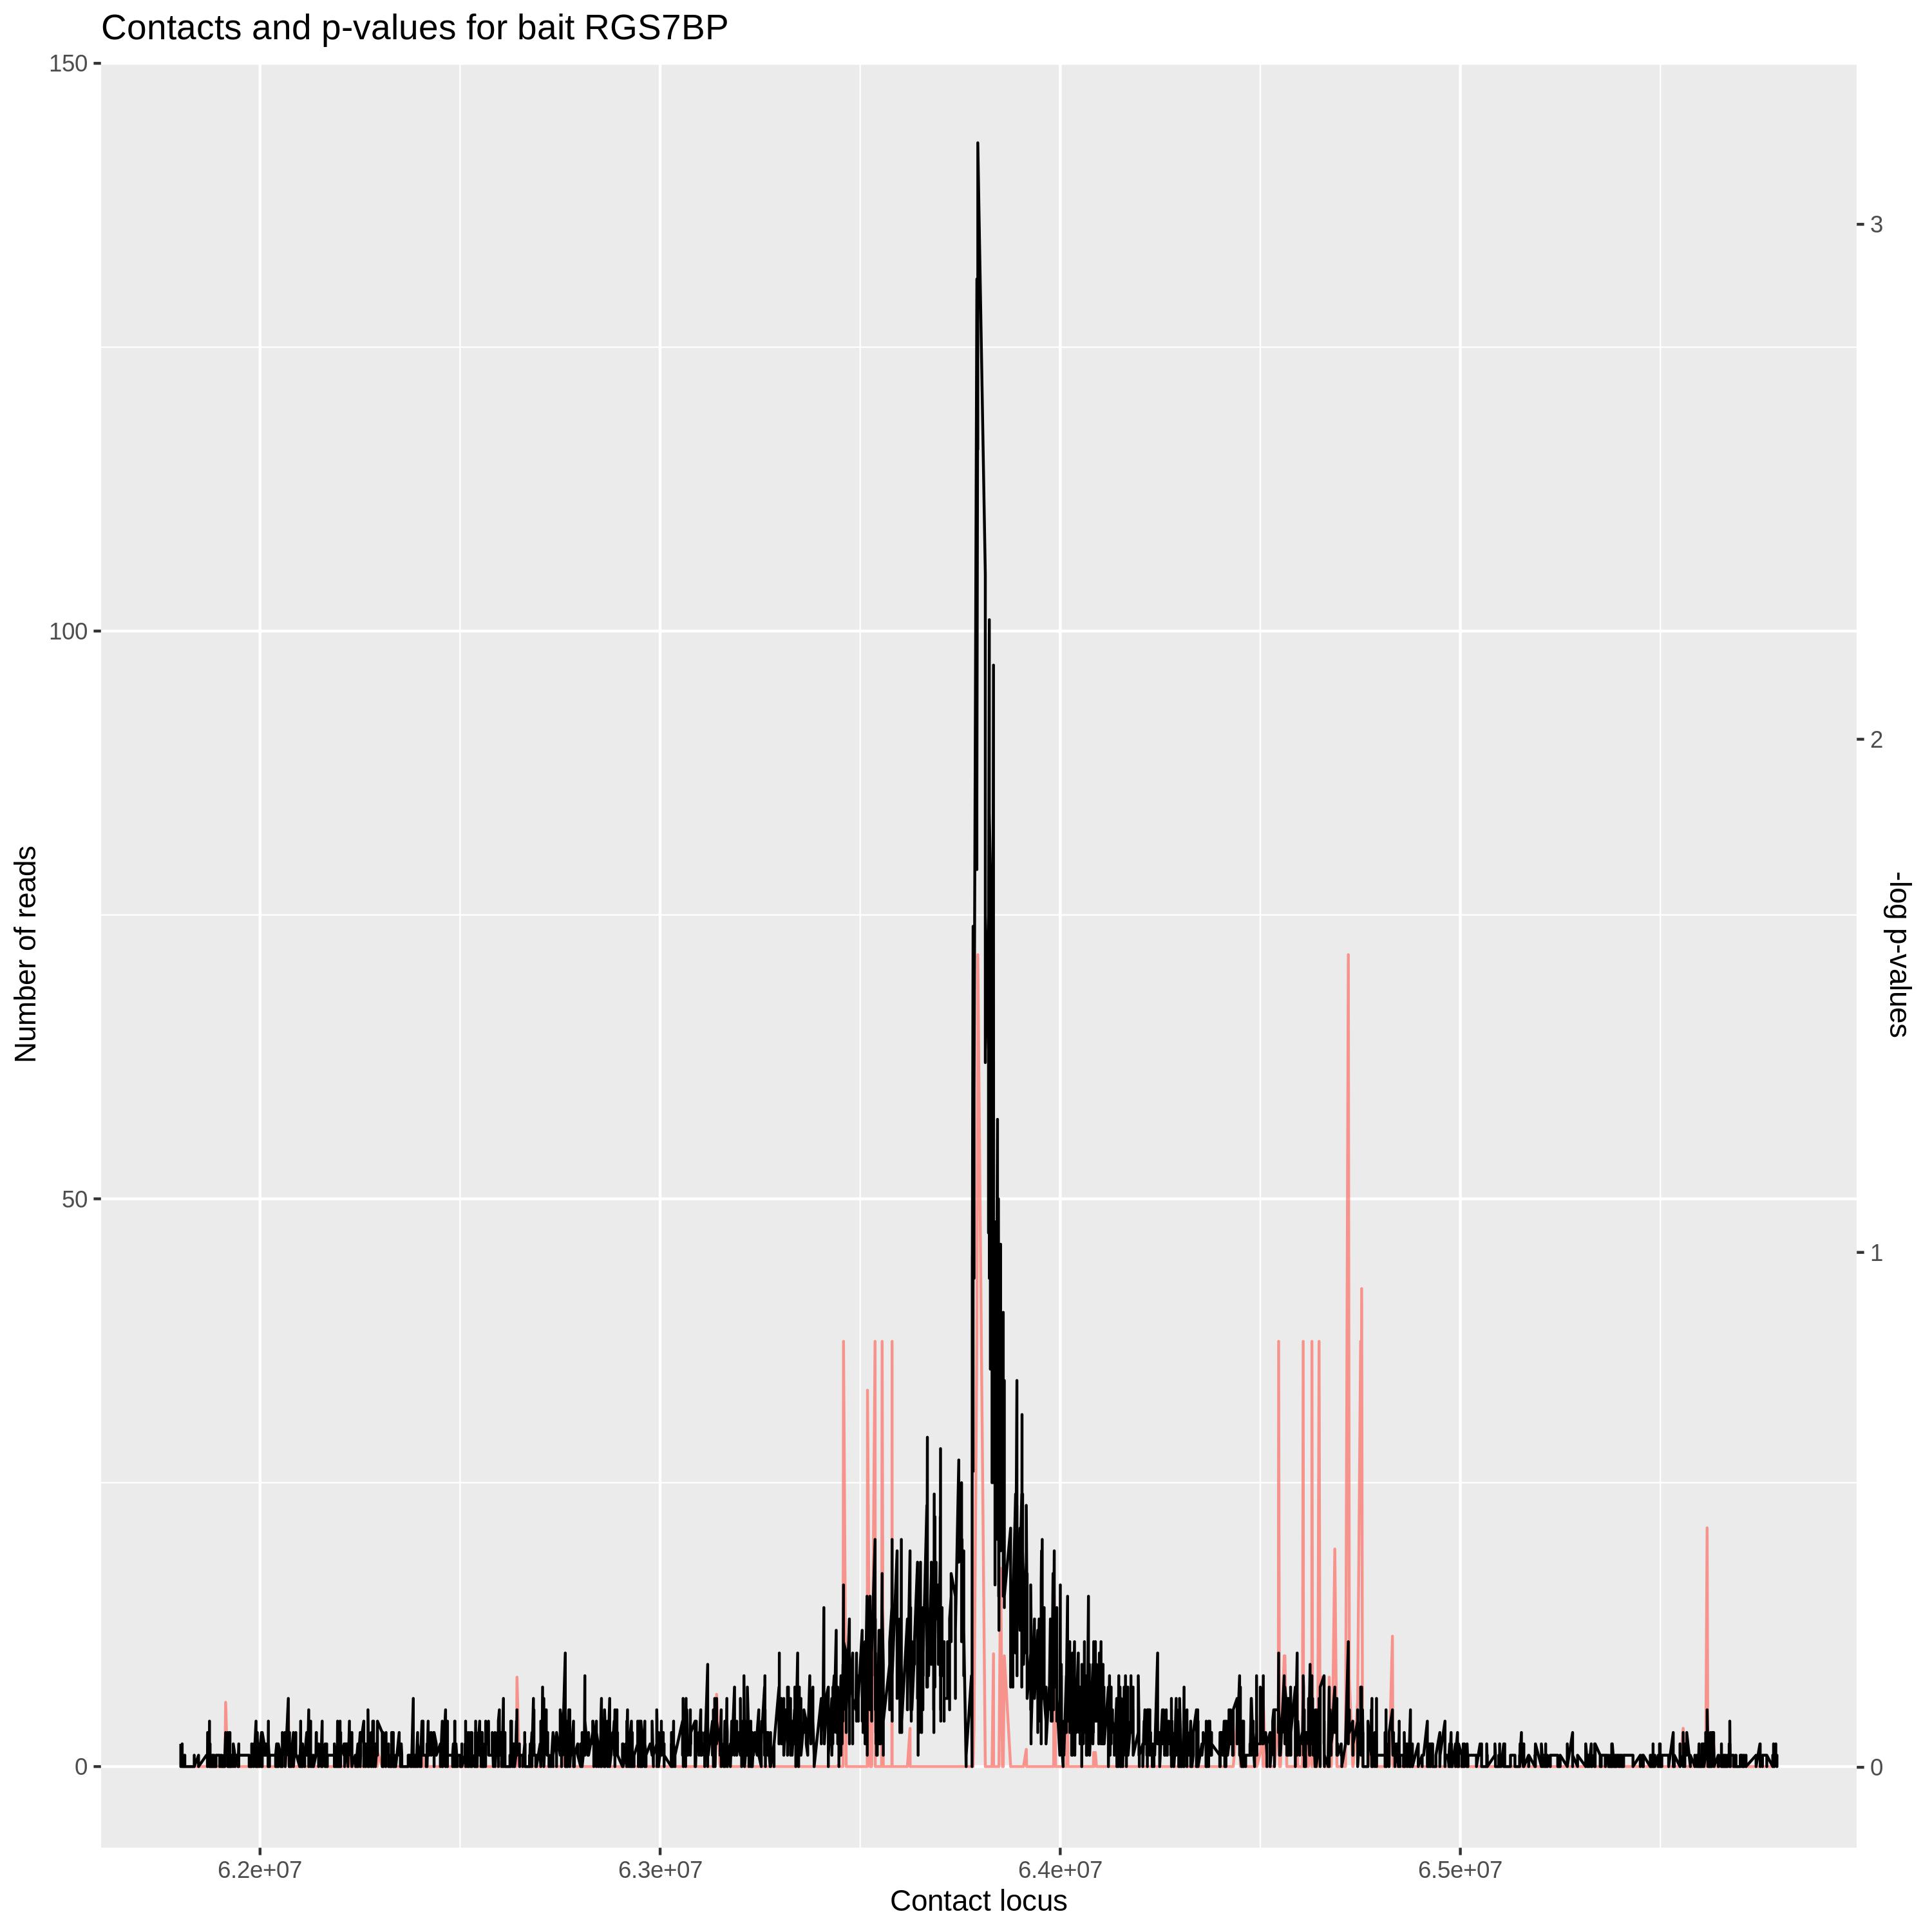 Contacts and p-values for bait RGS7BP
150
100
50
0
Number of reads
3
2
1
0
-log p-values
6.2e+07
6.3e+07
6.4e+07
6.5e+07
Contact locus